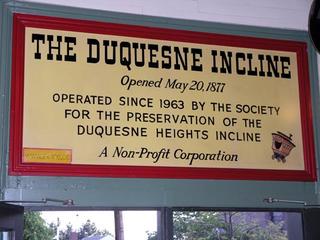 THE DUQUESNE INCLINE
Opened May 20, 1877
OPERATED SINCE 1963 BY THE SOCIETY
FOR THE PRESERVATION OF THE
DUQUESNE HEIGHTS INCLINE
A Non-Profit Corporation